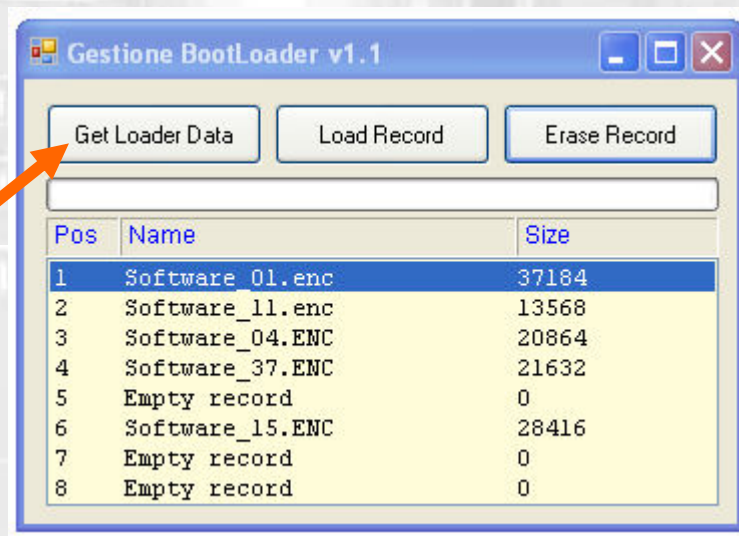 Gestione BootLoader v1.1
Get Loader Data Load Record Erase Record
Pos Name Size
1 Software_01.enc 37184
2 Software_11.enc 13568
3 Software_04.ENC 20864
4 Software_37.ENC 21632
5 Empty record 0
6 Software_15.ENC 28416
7 Empty record 0
8 Empty record 0